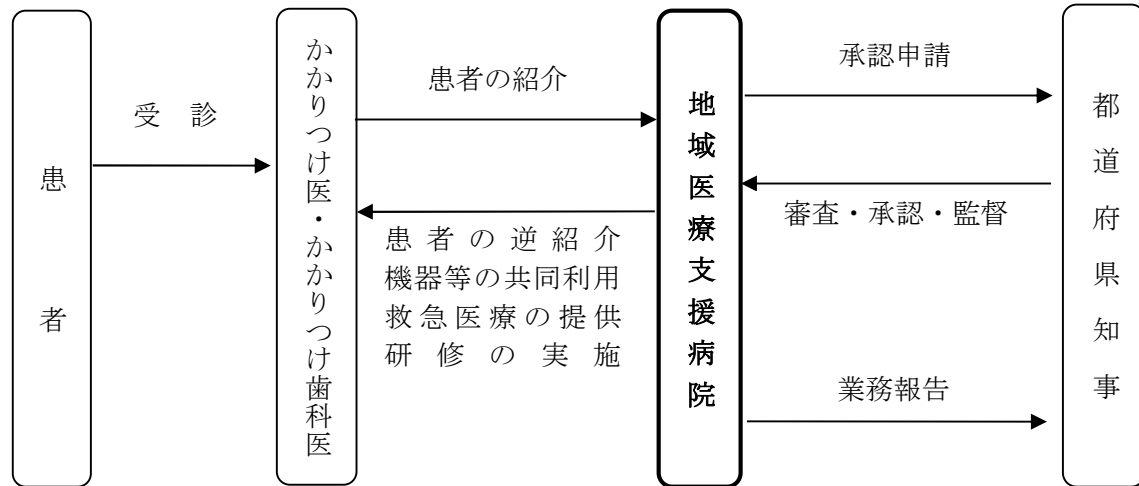 患者
受診
かかりつけ医・かかりつけ歯科医
患者の紹介
患者の逆紹介
機器等の共同利用
救急医療の提供
研修の実施
地域医療支援病院
承認申請
審査・承認・監督
業務報告
都道府県知事